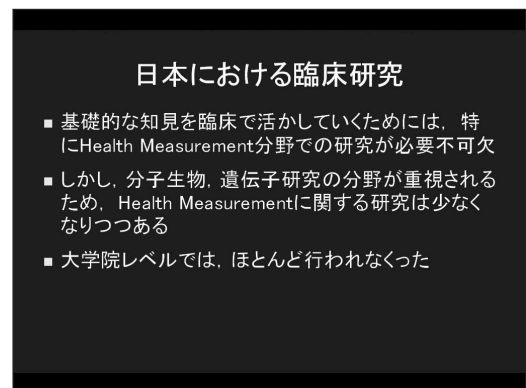 日本における臨床研究
■ 基礎的な知見を臨床で活かしていくためには，特
にHealth Measurement分野での研究が必要不可欠
■ しかし，分子生物，遺伝子研究の分野が重視される
ため，Health Measurementに関する研究は少なく
なりつつある
■ 大学院レベルでは，ほとんど行われなくった